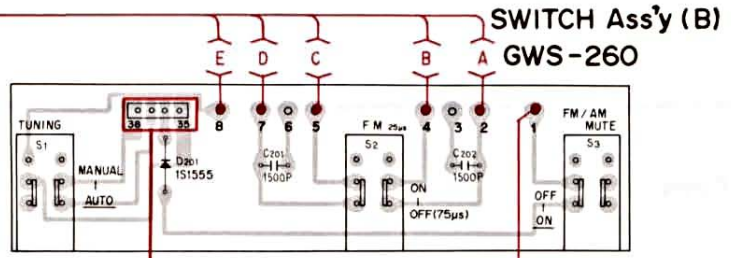 SWITCH Ass'y (B)
GWS-260
E D C B A
38 35 8 7 6 5 4 3 2 1
TUNING
FM 25µs
FM/AM
MUTE
S1
S2
S3
MANUAL
AUTO
D201
1S1555
C201
1500P
C202
1500P
ON
OFF(75µs)
OFF
ON